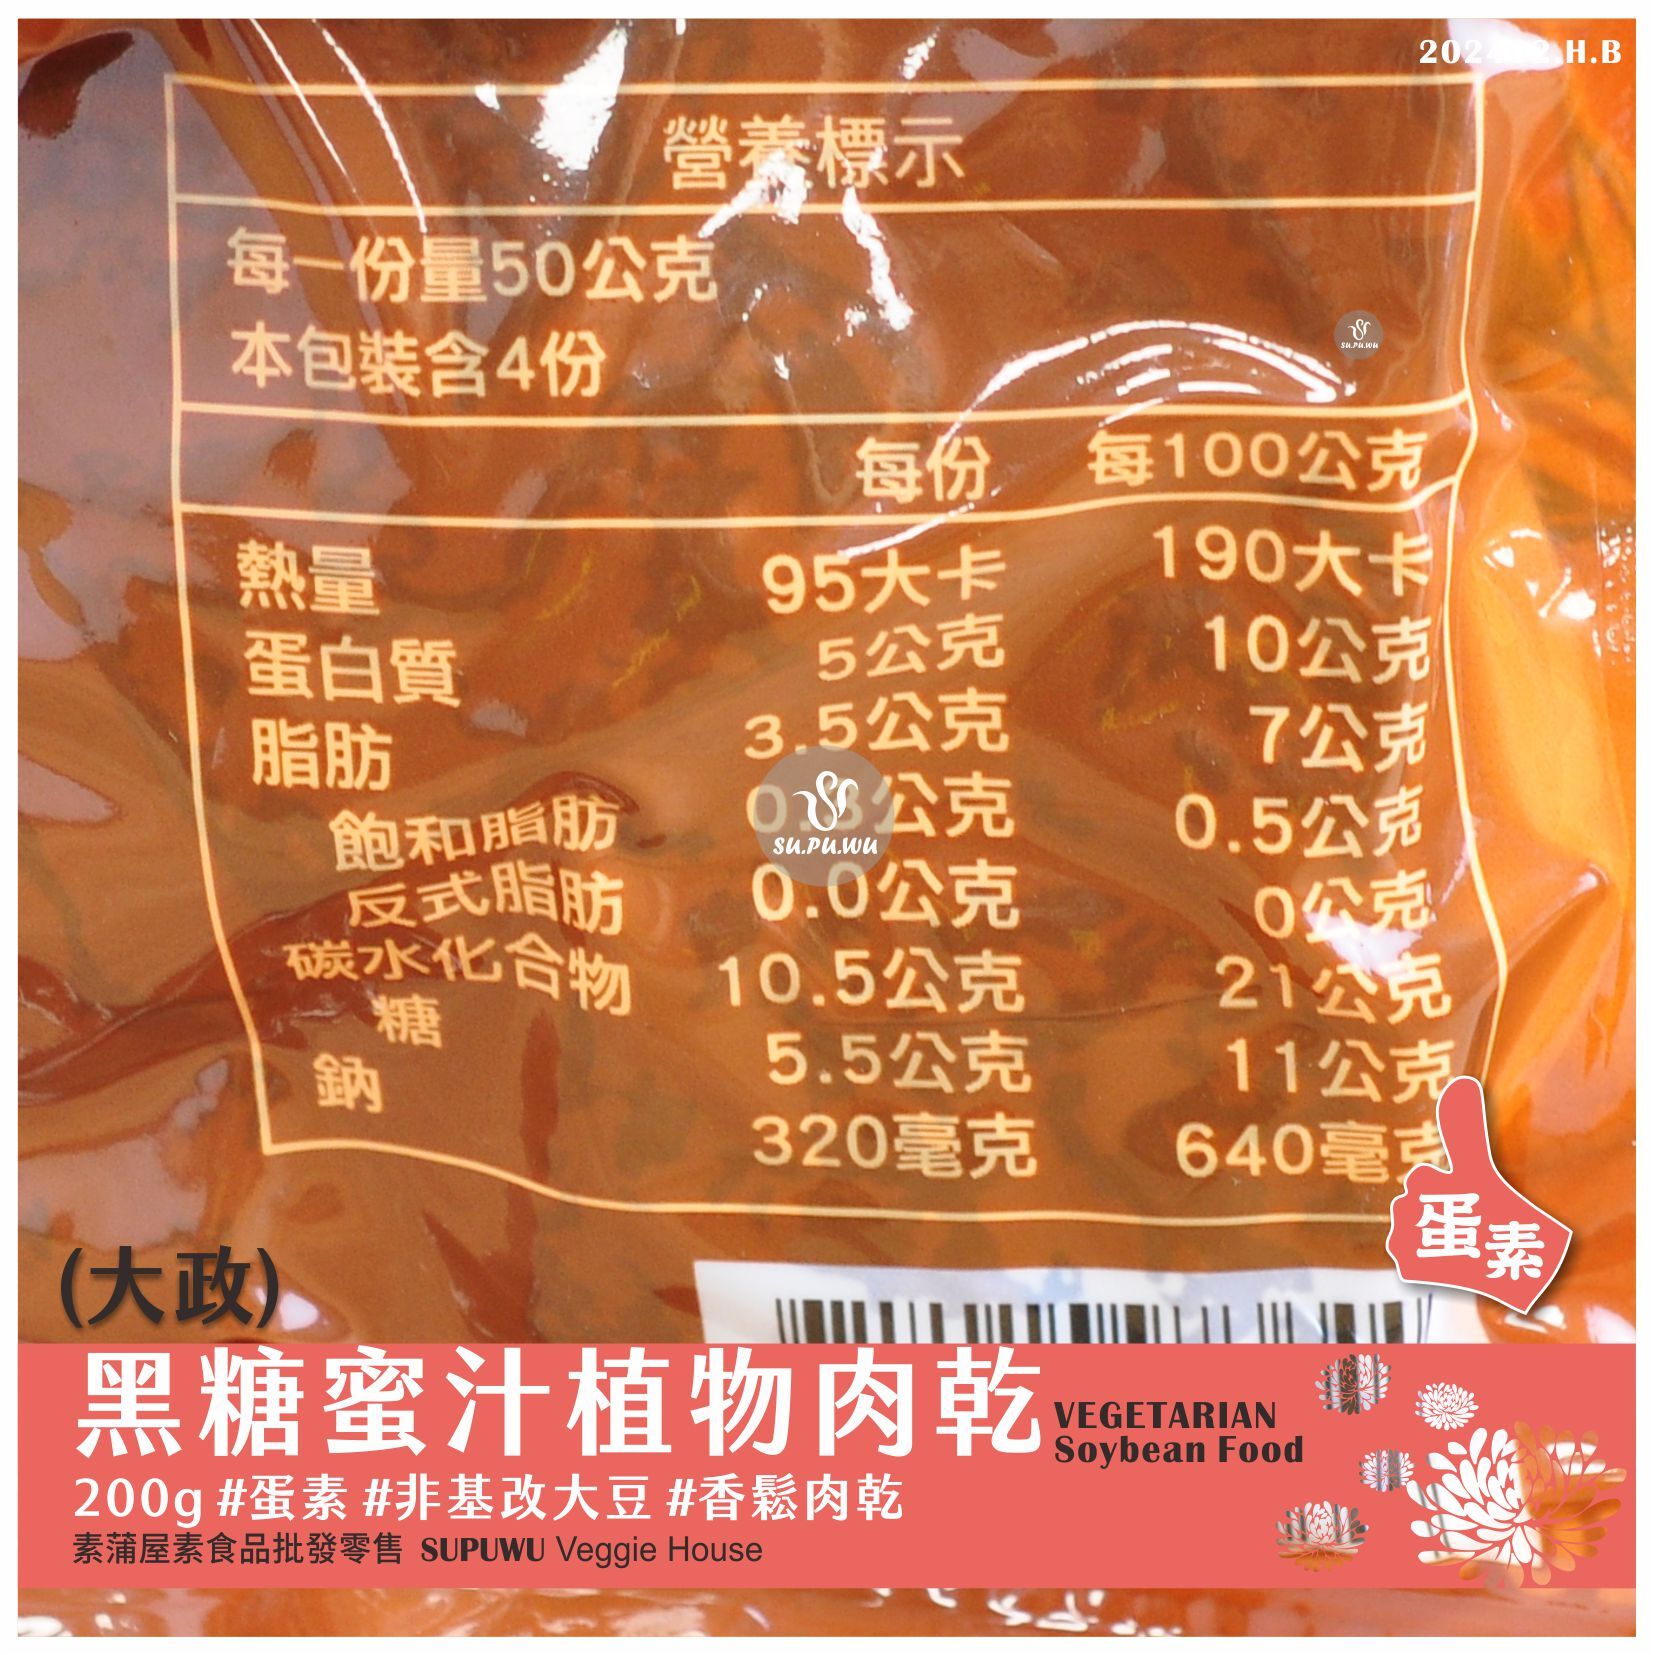 H.B
營養標示
每一份量50公克
本包裝含4份
su.pu.wu
每份 每100公克
熱量 95大卡 190大卡
蛋白質 5公克 10公克
脂肪 3.5公克 7公克
飽和脂肪 公克 0.5公克
反式脂肪 0.0公克 0公克
碳水化合物 10.5公克 21公克
糖 5.5公克 11公克
鈉 320毫克 640毫克
su.pu.wu
蛋素
(大政)
黑糖蜜汁植物肉乾
VEGETARIAN
Soybean Food
200g #蛋素 #非基改大豆 #香鬆肉乾
素蒲屋素食品批發零售 SUPUWU Veggie House